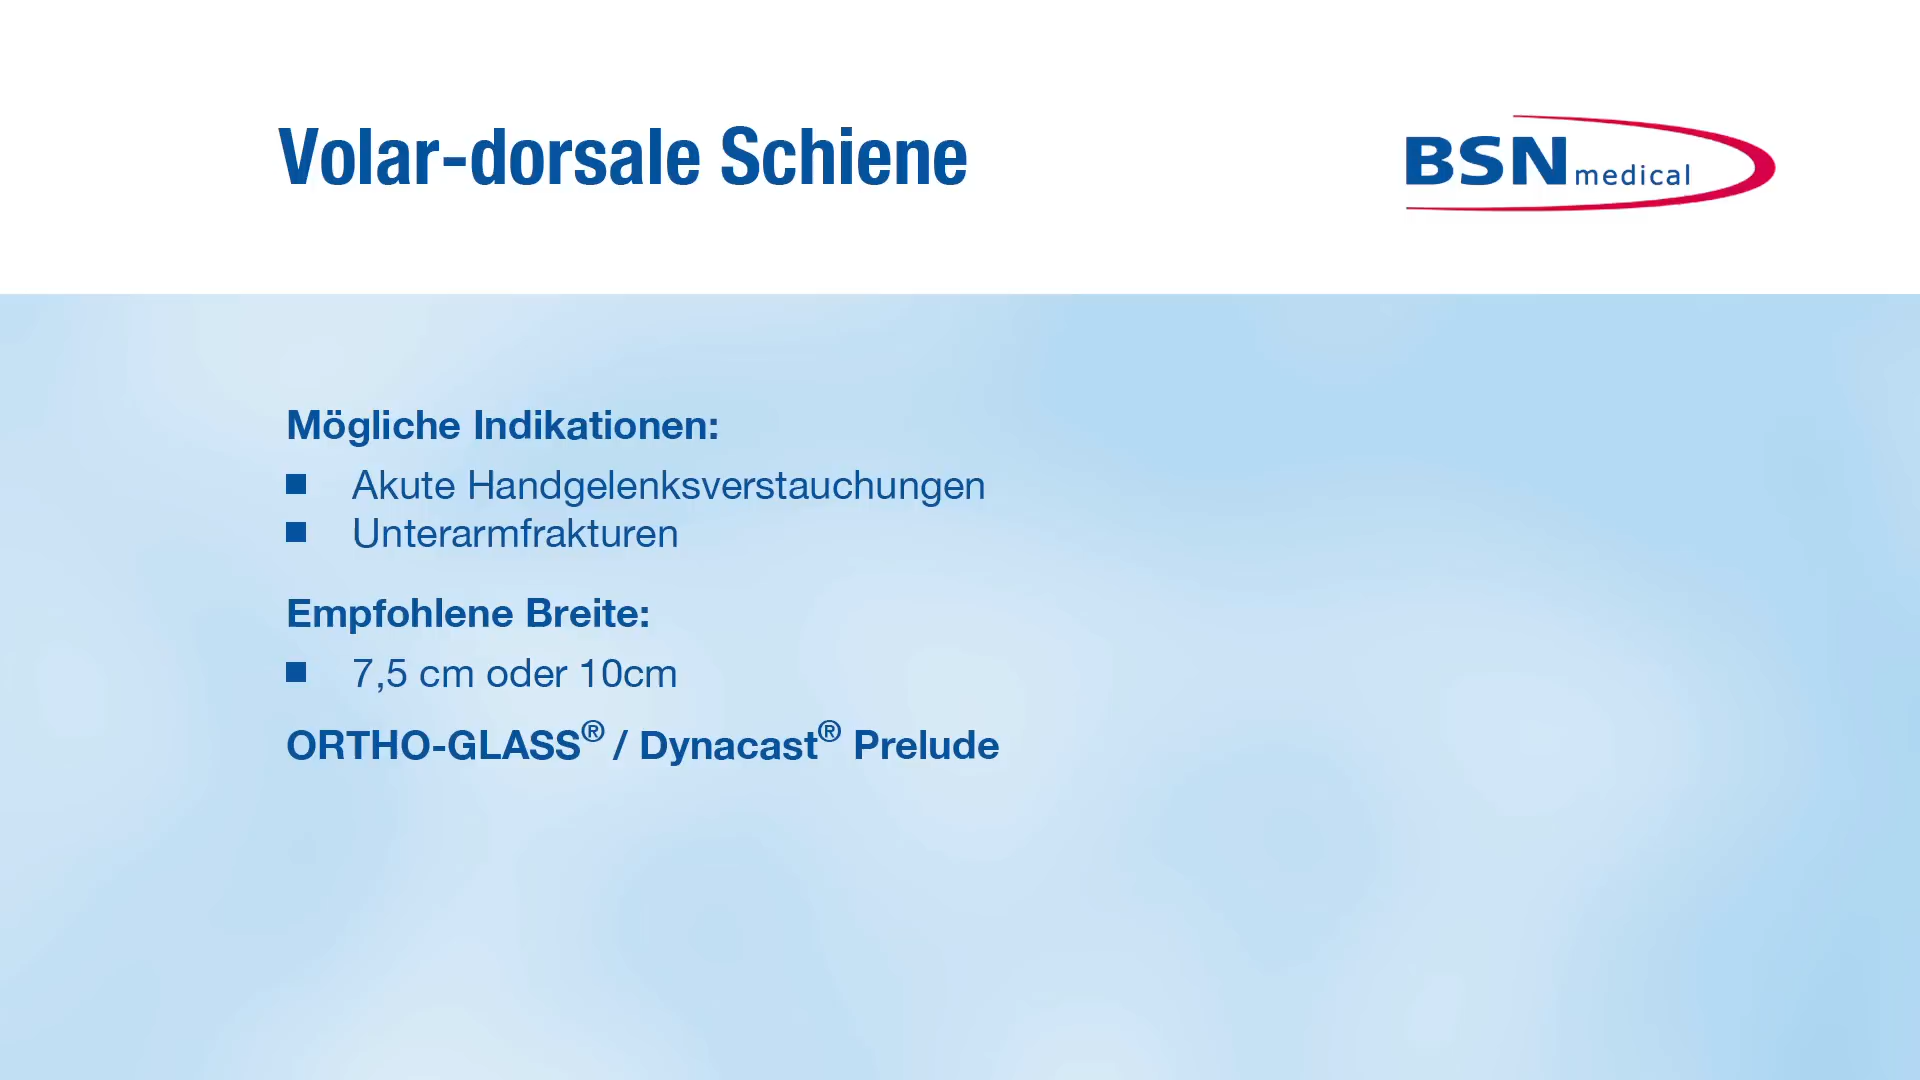 Volar-dorsale Schiene
BSN medical
Mögliche Indikationen:
■ Akute Handgelenksverstauchungen
■ Unterarmfrakturen
Empfohlene Breite:
■ 7,5 cm oder 10cm
ORTHO-GLASS® / Dynacast® Prelude